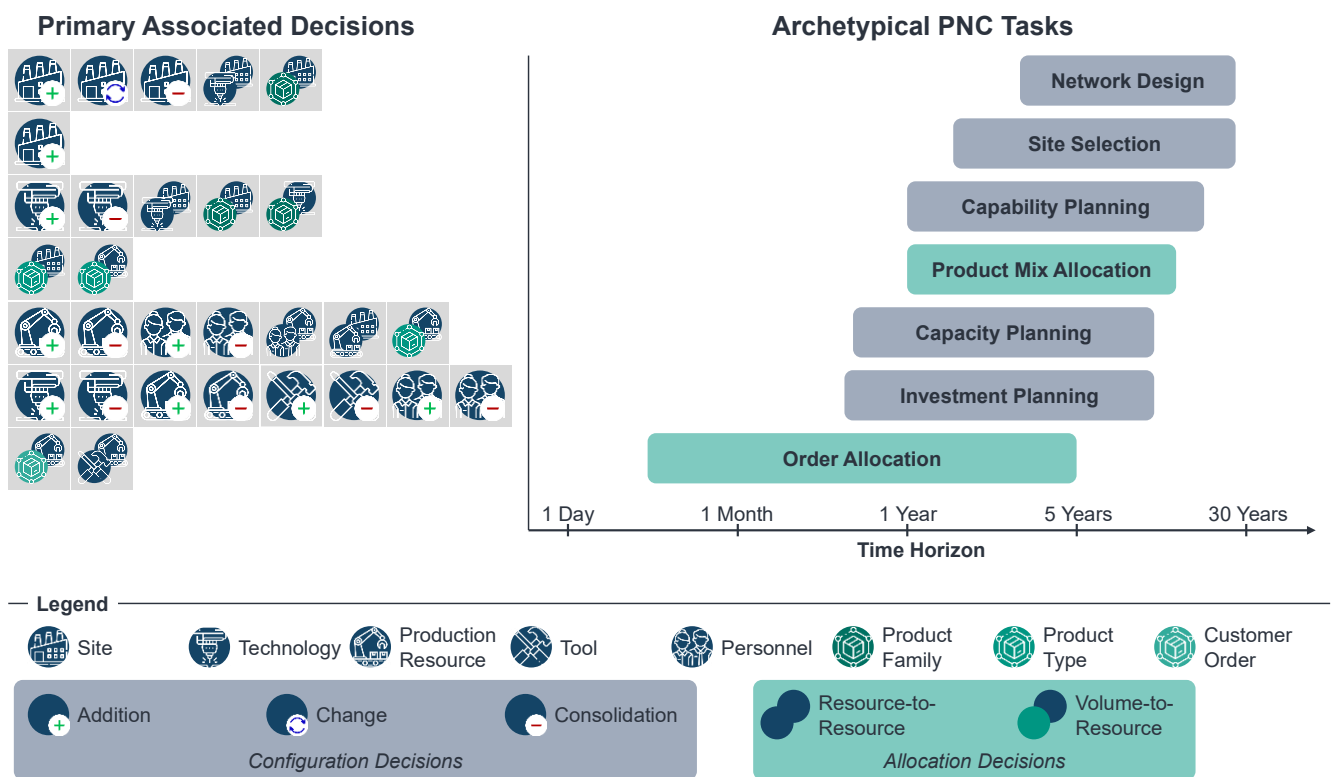 Primary Associated Decisions
Archetypical PNC Tasks
Network Design
Site Selection
Capability Planning
Product Mix Allocation
Capacity Planning
Investment Planning
Order Allocation
1 Day
1 Month
1 Year
5 Years
30 Years
Time Horizon
Legend
Site
Technology
Production
Resource
Tool
Personnel
Product
Family
Product
Type
Customer
Order
Addition
Change
Consolidation
Configuration Decisions
Resource-to-
Resource
Volume-to-
Resource
Allocation Decisions